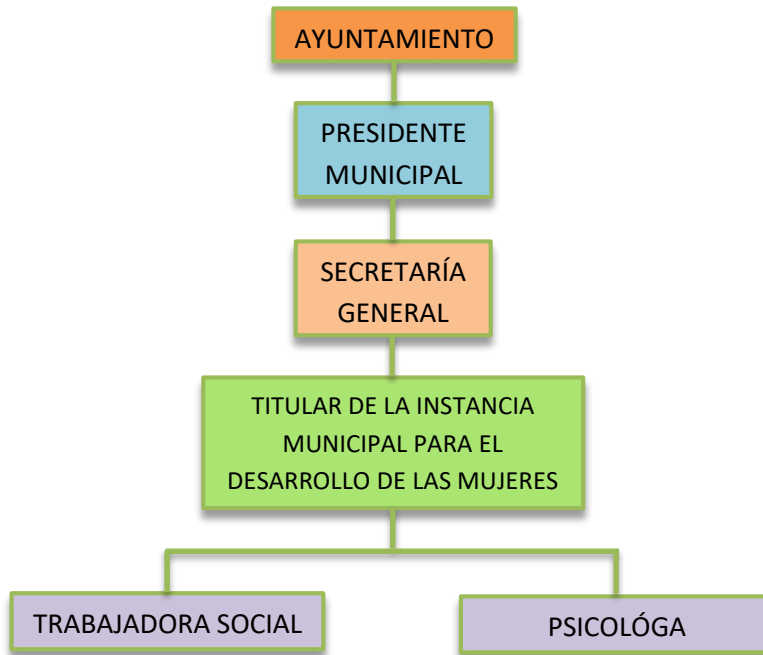 AYUNTAMIENTO
PRESIDENTE
MUNICIPAL
SECRETARÍA
GENERAL
TITULAR DE LA INSTANCIA
MUNICIPAL PARA EL
DESARROLLO DE LAS MUJERES
TRABAJADORA SOCIAL
PSICOLÓGA